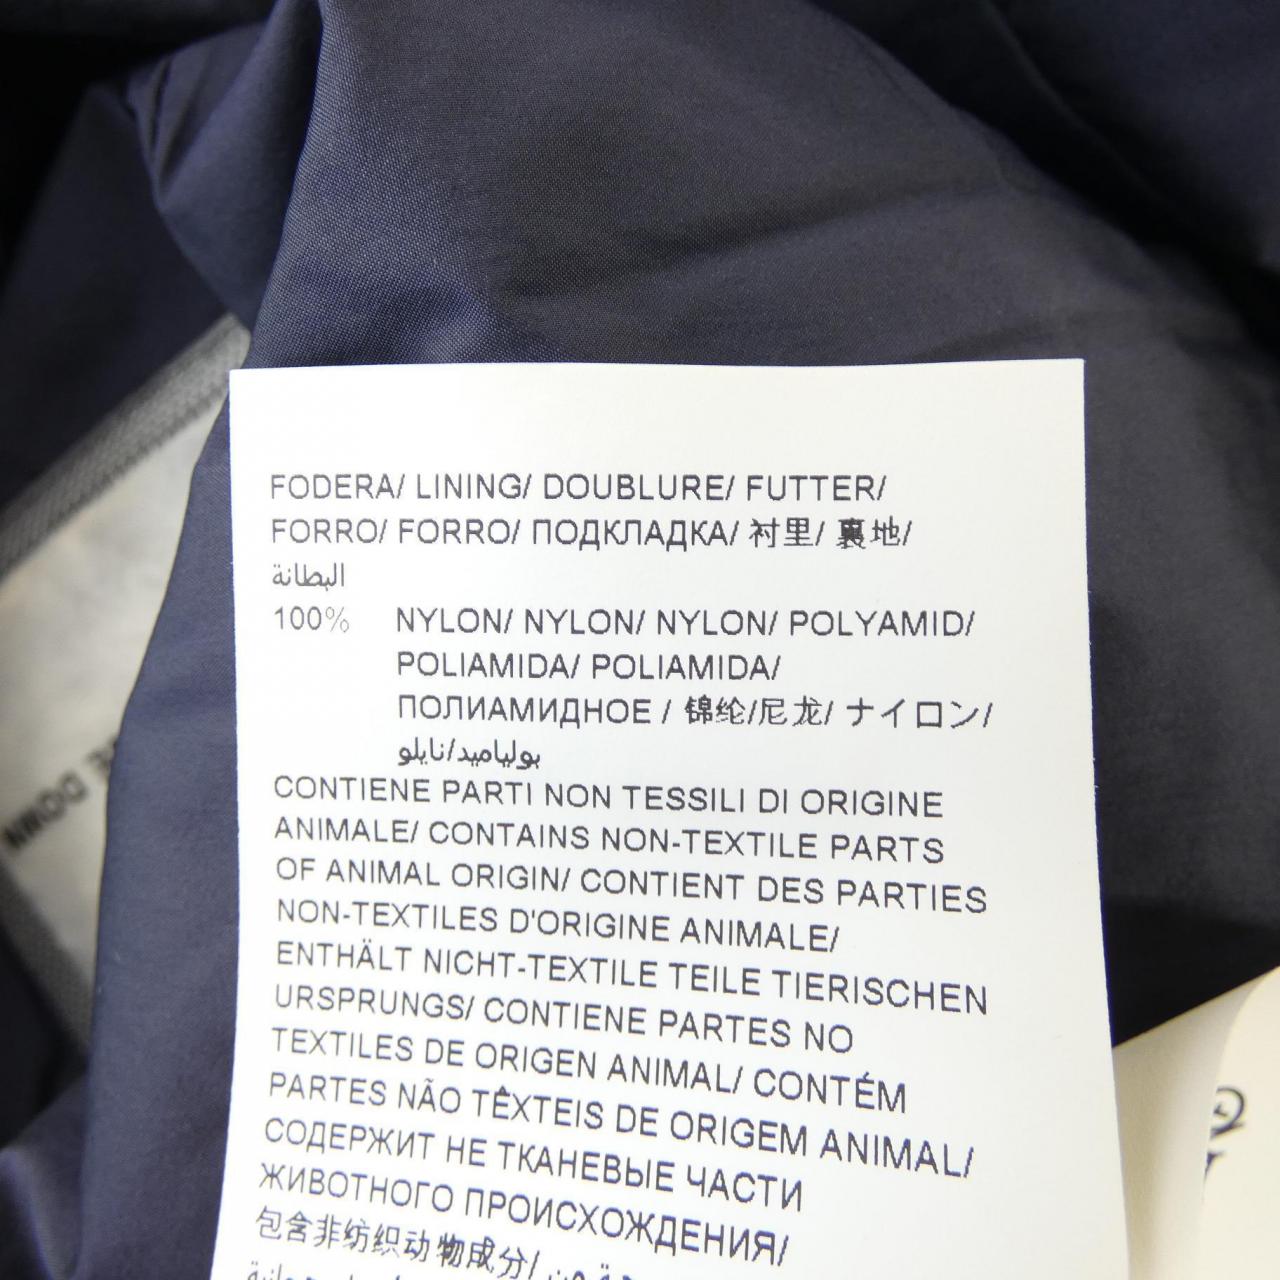 FODERA/ LINING/ DOUBLURE/ FUTTER/
FORRO/ FORRO/ ПОДКЛАДКА/ 衬里/ 裏地/
البطانة
100% NYLON/ NYLON/ NYLON/ POLYAMID/
POLIAMIDA/ POLIAMIDA/
ПОЛИАМИДНОЕ / 锦纶/尼龙/ ナイロン/
بولياميد/نايلو
CONTIENE PARTI NON TESSILI DI ORIGINE
ANIMALE/ CONTAINS NON-TEXTILE PARTS
OF ANIMAL ORIGIN/ CONTIENT DES PARTIES
NON-TEXTILES D'ORIGINE ANIMALE/
ENTHÄLT NICHT-TEXTILE TEILE TIERISCHEN
URSPRUNGS/ CONTIENE PARTES NO
TEXTILES DE ORIGEN ANIMAL/ CONTÉM
PARTES NÃO TÊXTEIS DE ORIGEM ANIMAL/
СОДЕРЖИТ НЕ ТКАНЕВЫЕ ЧАСТИ
ЖИВОТНОГО ПРОИСХОЖДЕНИЯ/
包含非纺织动物成分/
DOWN